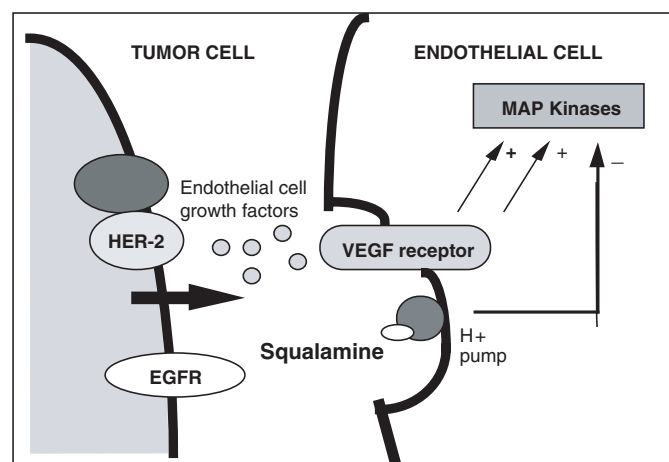 TUMOR CELL
ENDOTHELIAL CELL
MAP Kinases
+
+
–
Endothelial cell
growth factors
HER-2
VEGF receptor
Squalamine
H+
pump
EGFR